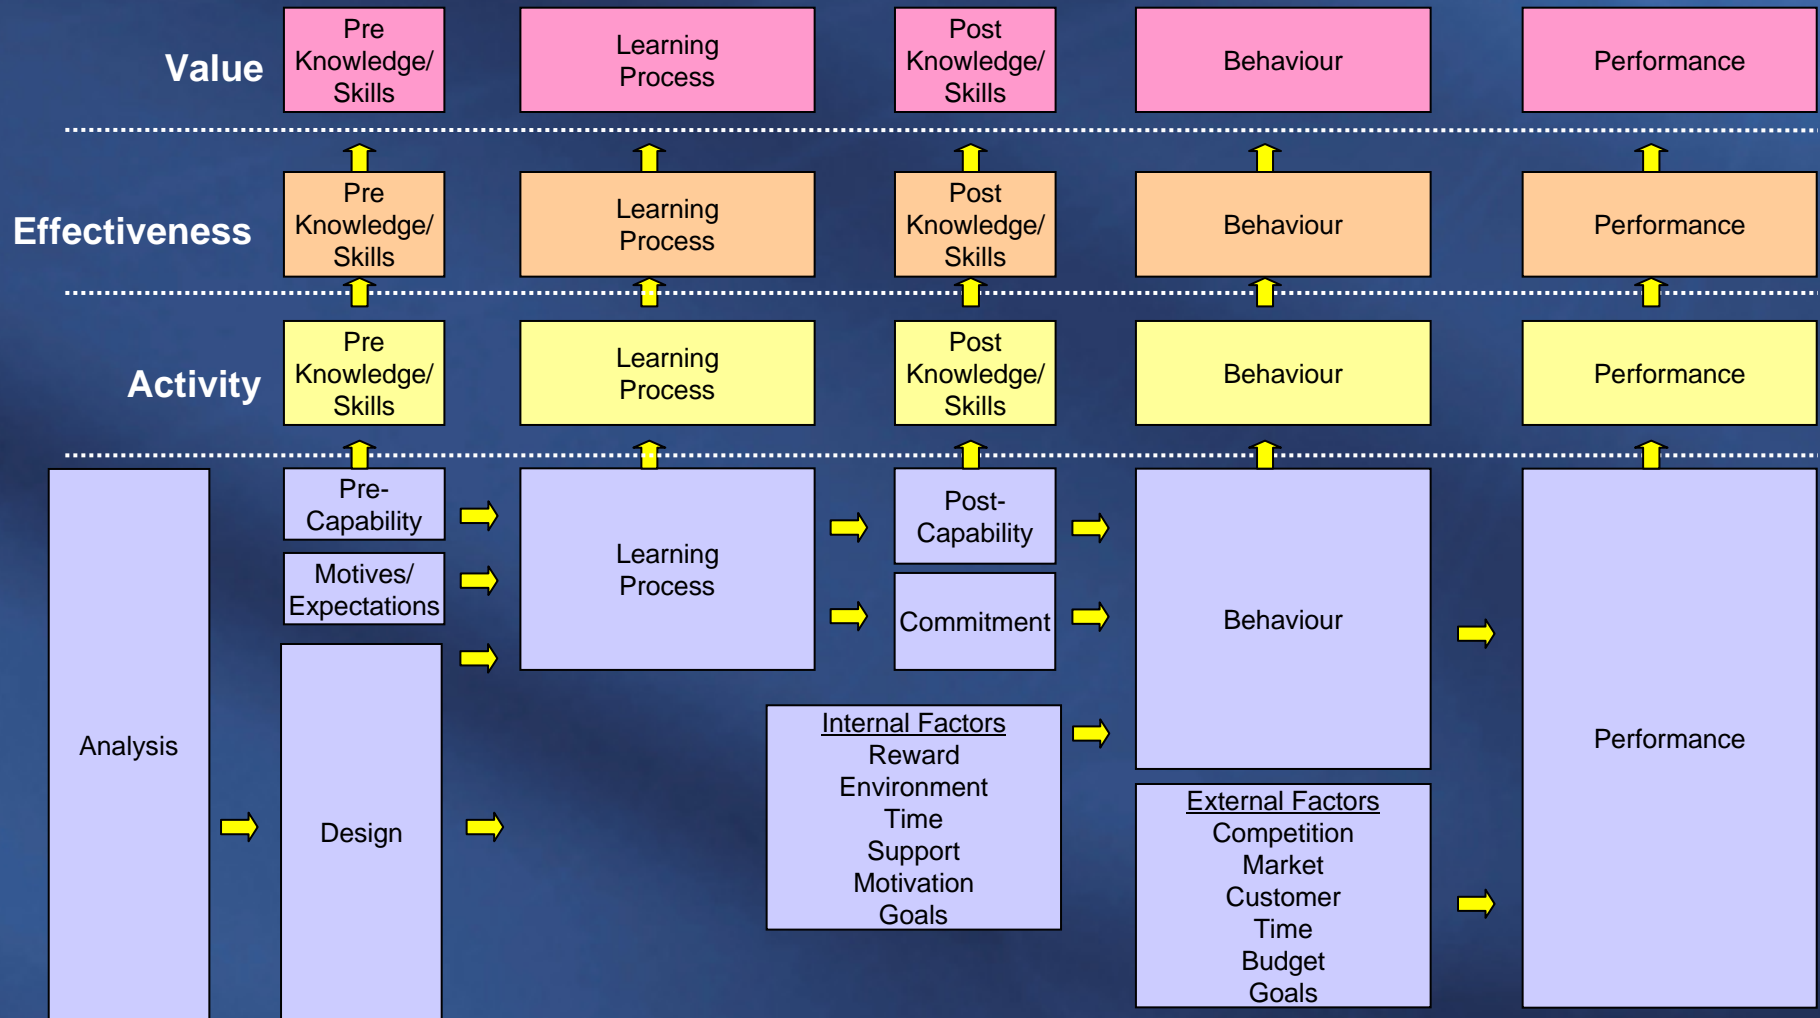 Value
Pre
Knowledge/
Skills
Learning
Process
Post
Knowledge/
Skills
Behaviour
Performance
Effectiveness
Pre
Knowledge/
Skills
Learning
Process
Post
Knowledge/
Skills
Behaviour
Performance
Activity
Pre
Knowledge/
Skills
Learning
Process
Post
Knowledge/
Skills
Behaviour
Performance
Analysis
Pre-
Capability
Motives/
Expectations
Design
Learning
Process
Post-
Capability
Commitment
Internal Factors
Reward
Environment
Time
Support
Motivation
Goals
Behaviour
External Factors
Competition
Market
Customer
Time
Budget
Goals
Performance